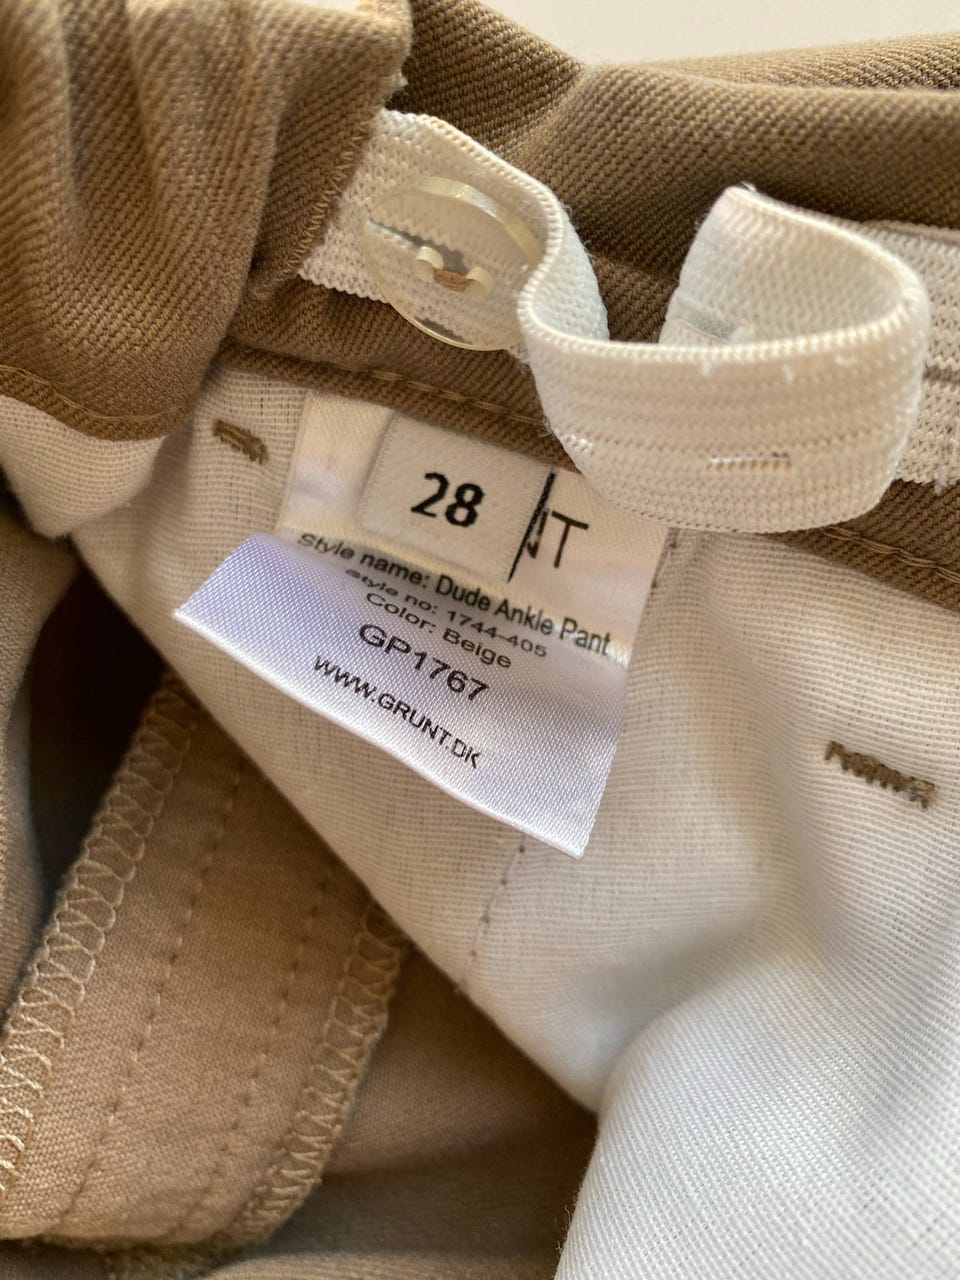 28
Style name: Dude Ankle Pant
Style no: 1744-405
Color: Beige
GP1767
WWW.GRUNT.DK